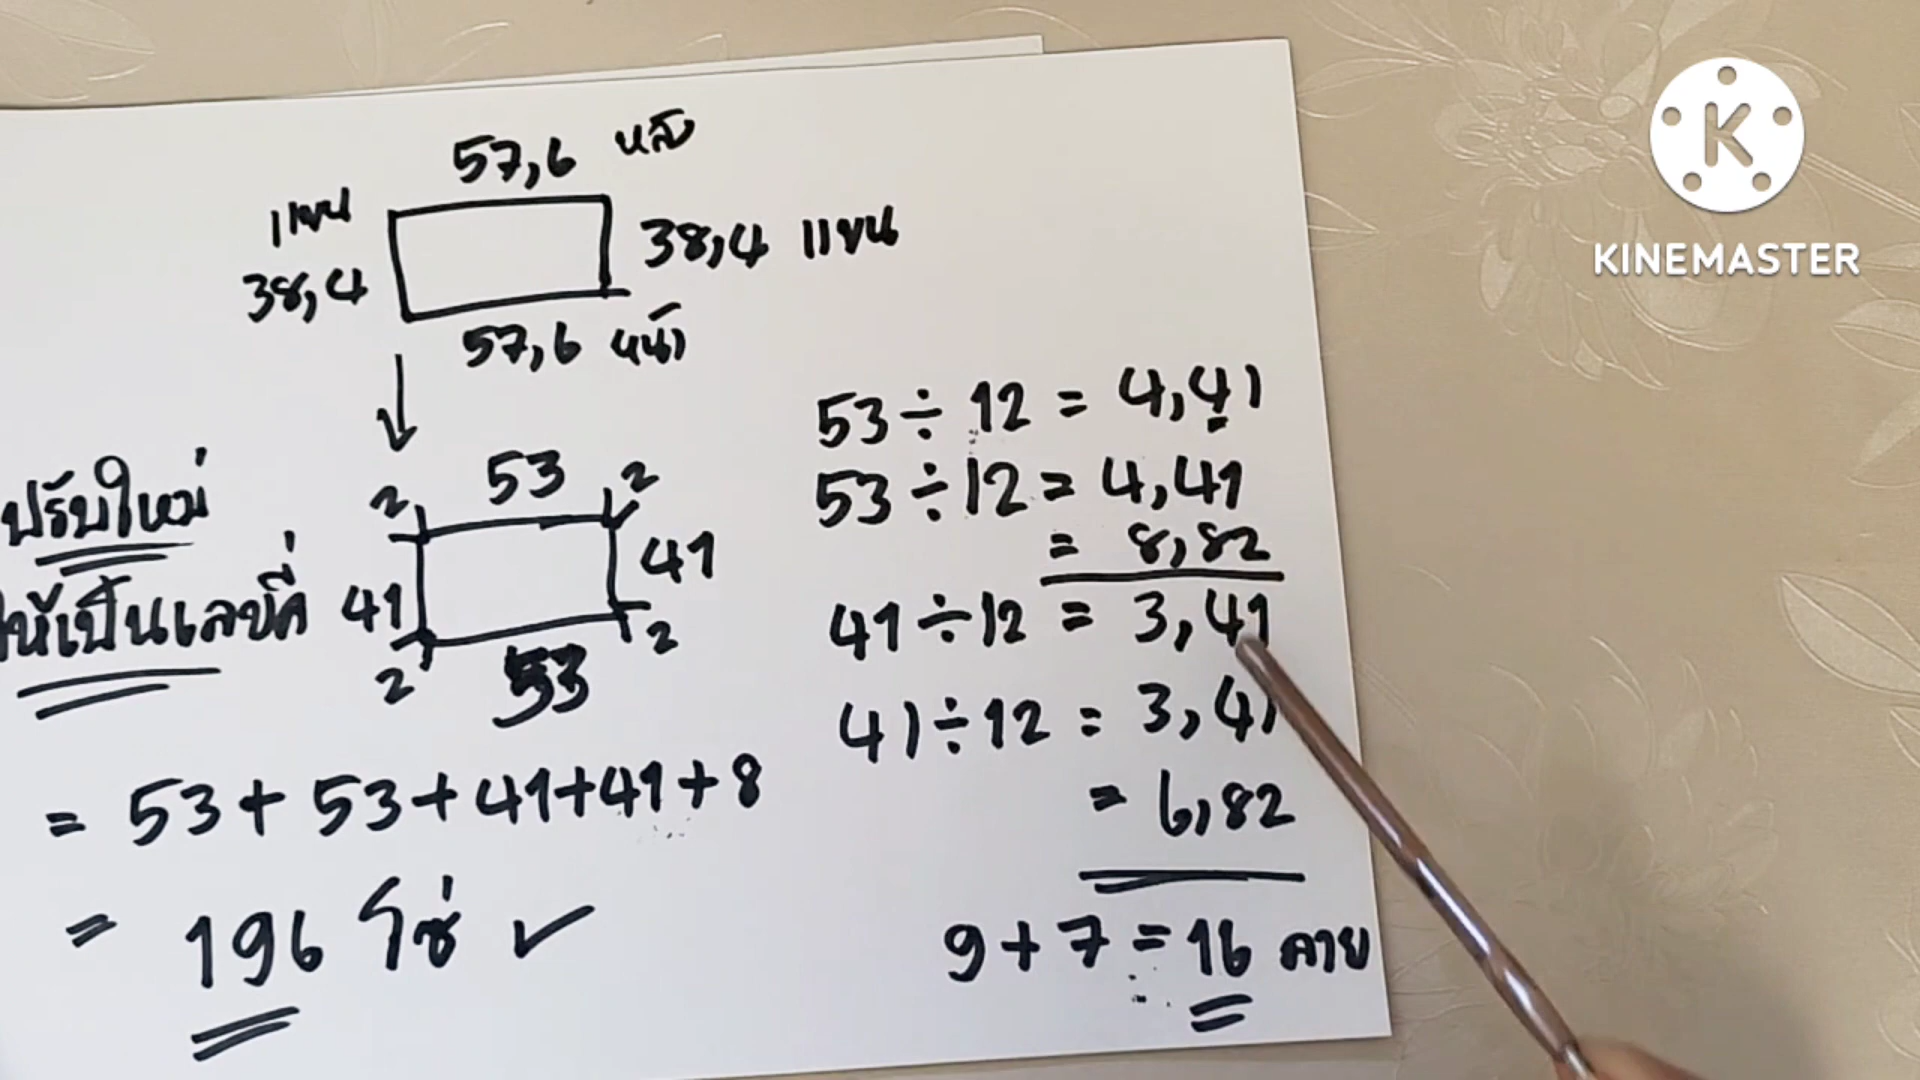 57,6 หลัง
แขน
38,4
38,4 แขน
57,6 หน้า
ปรับใหม่
ให้เป็นเลขคี่
2 53 2
41
41
2 53 2
= 53 + 53 + 41 + 41 + 8
= 196 โซ่ ✓
53 ÷ 12 = 4,41
53 ÷ 12 = 4,41
= 8,82
41 ÷ 12 = 3,41
41 ÷ 12 = 3,41
= 6,82
9 + 7 = 16 ลาย
K
KINEMASTER